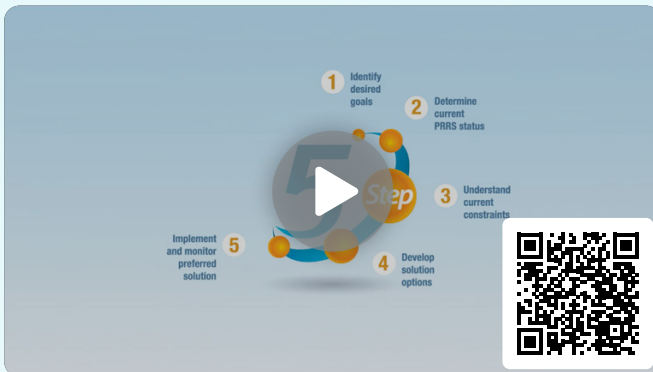 1
Identify
desired
goals
2
Determine
current
PRRS status
5
Step
3
Understand
current
constraints
Implement
and monitor
preferred
solution
5
4
Develop
solution
options